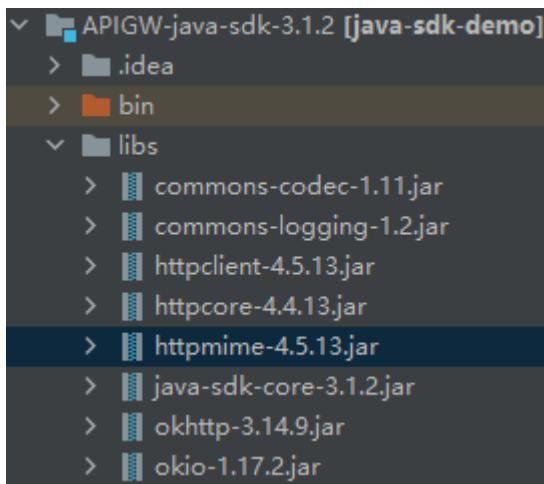 APIGW-java-sdk-3.1.2 [java-sdk-demo]
.idea
bin
libs
commons-codec-1.11.jar
commons-logging-1.2.jar
httpclient-4.5.13.jar
httpcore-4.4.13.jar
httpmime-4.5.13.jar
java-sdk-core-3.1.2.jar
okhttp-3.14.9.jar
okio-1.17.2.jar